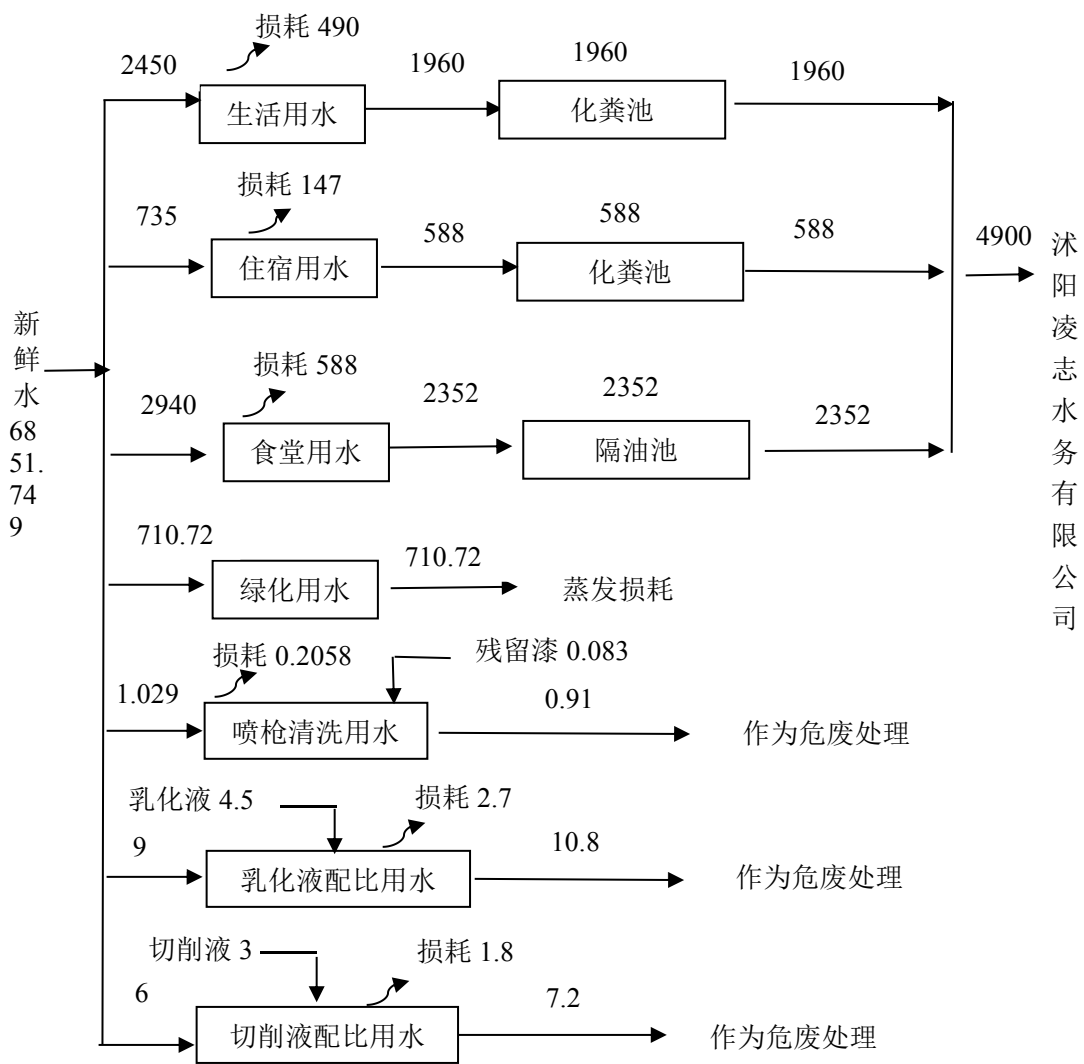 损耗 490
2450
1960
1960
1960
生活用水
化粪池
损耗 147
735
588
588
588
住宿用水
化粪池
4900
沭阳凌志水务有限公司
新鲜水
68
51.
74
9
损耗 588
2940
2352
2352
2352
食堂用水
隔油池
710.72
710.72
绿化用水
蒸发损耗
损耗 0.2058
残留漆 0.083
1.029
0.91
喷枪清洗用水
作为危废处理
乳化液 4.5
损耗 2.7
9
10.8
乳化液配比用水
作为危废处理
切削液 3
损耗 1.8
6
7.2
切削液配比用水
作为危废处理